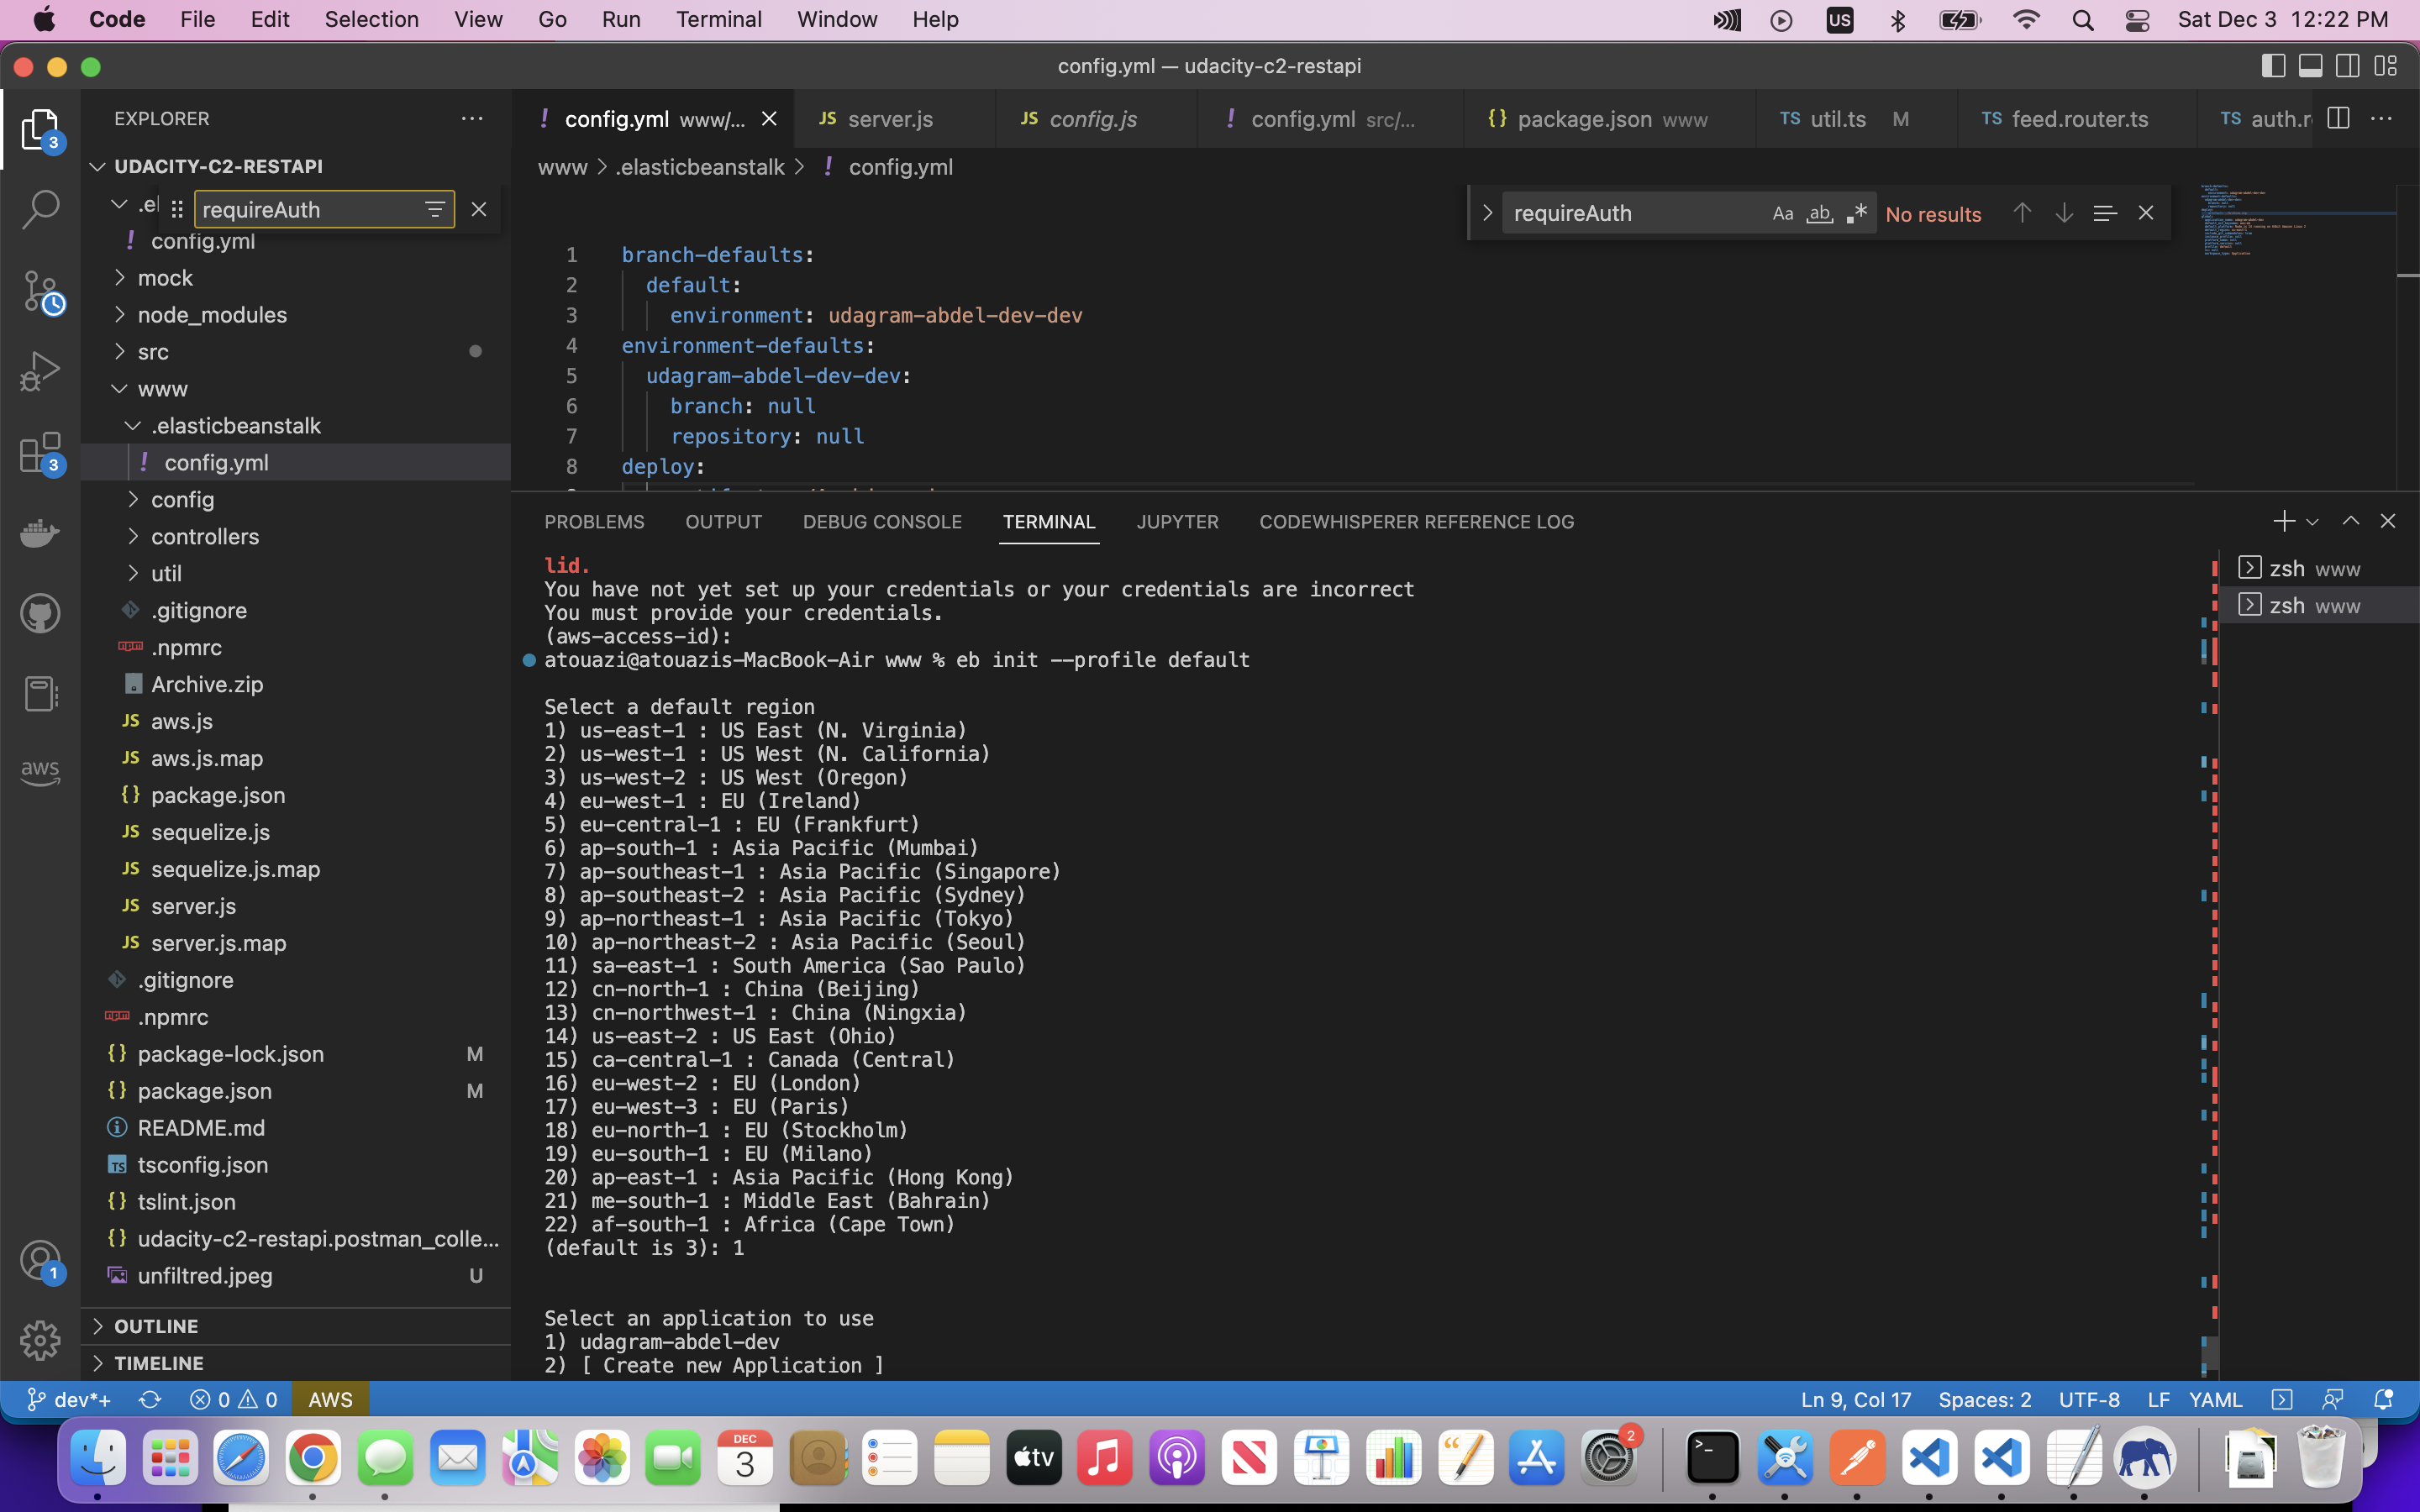 Code File Edit Selection View Go Run Terminal Window Help US Sat Dec 3 12:22 PM
config.yml — udacity-c2-restapi
EXPLORER
UDACITY-C2-RESTAPI
.el
requireAuth
config.yml
mock
node_modules
src
www
.elasticbeanstalk
config.yml
config
controllers
util
.gitignore
.npmrc
Archive.zip
JS aws.js
JS aws.js.map
{} package.json
JS sequelize.js
JS sequelize.js.map
JS server.js
JS server.js.map
.gitignore
.npmrc
{} package-lock.json M
{} package.json M
README.md
TS tsconfig.json
{} tslint.json
{} udacity-c2-restapi.postman_colle...
unfiltred.jpeg U
OUTLINE
TIMELINE
3
3
aws
1
! config.yml www/... JS server.js JS config.js ! config.yml src/... {} package.json www TS util.ts M TS feed.router.ts TS auth.r
www > .elasticbeanstalk > ! config.yml
requireAuth Aa ab .* No results
1 branch-defaults:
2 default:
3 environment: udagram-abdel-dev-dev
4 environment-defaults:
5 udagram-abdel-dev-dev:
6 branch: null
7 repository: null
8 deploy:
PROBLEMS OUTPUT DEBUG CONSOLE TERMINAL JUPYTER CODEWHISPERER REFERENCE LOG
zsh www
zsh www
lid.
You have not yet set up your credentials or your credentials are incorrect
You must provide your credentials.
(aws-access-id):
atouazi@atouazis-MacBook-Air www % eb init --profile default
Select a default region
1) us-east-1 : US East (N. Virginia)
2) us-west-1 : US West (N. California)
3) us-west-2 : US West (Oregon)
4) eu-west-1 : EU (Ireland)
5) eu-central-1 : EU (Frankfurt)
6) ap-south-1 : Asia Pacific (Mumbai)
7) ap-southeast-1 : Asia Pacific (Singapore)
8) ap-southeast-2 : Asia Pacific (Sydney)
9) ap-northeast-1 : Asia Pacific (Tokyo)
10) ap-northeast-2 : Asia Pacific (Seoul)
11) sa-east-1 : South America (Sao Paulo)
12) cn-north-1 : China (Beijing)
13) cn-northwest-1 : China (Ningxia)
14) us-east-2 : US East (Ohio)
15) ca-central-1 : Canada (Central)
16) eu-west-2 : EU (London)
17) eu-west-3 : EU (Paris)
18) eu-north-1 : EU (Stockholm)
19) eu-south-1 : EU (Milano)
20) ap-east-1 : Asia Pacific (Hong Kong)
21) me-south-1 : Middle East (Bahrain)
22) af-south-1 : Africa (Cape Town)
(default is 3): 1
Select an application to use
1) udagram-abdel-dev
2) [ Create new Application ]
dev*+ 0 0 AWS Ln 9, Col 17 Spaces: 2 UTF-8 LF YAML
DEC
3
tv
2